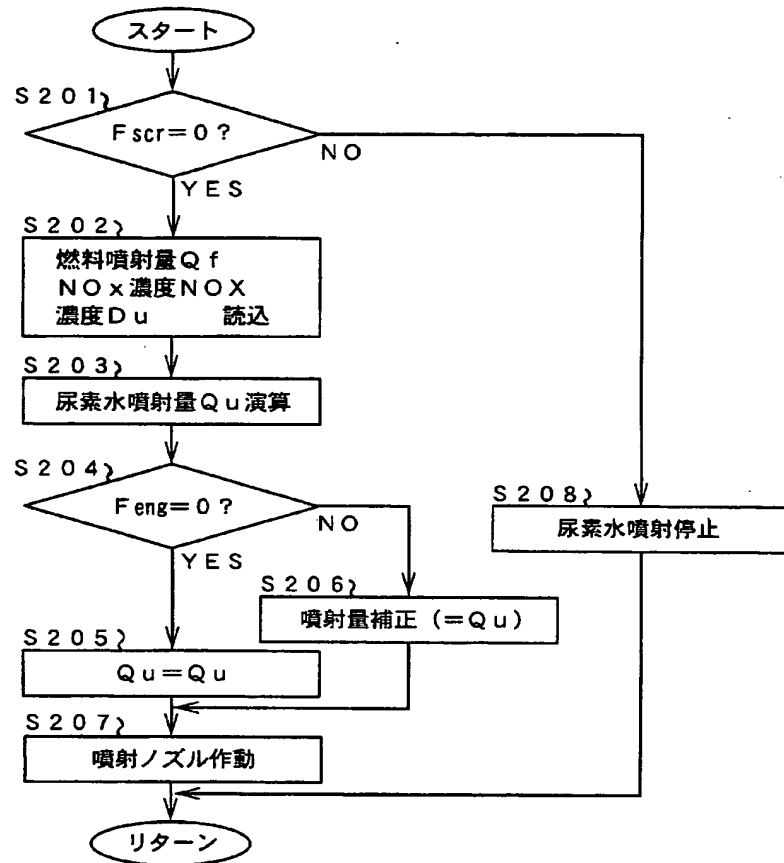 スタート
S201
Fscr=0?
NO
YES
S202
燃料噴射量Qf
NOx濃度NOX
濃度Du 読込
S203
尿素水噴射量Qu演算
S204
Feng=0?
NO
YES
S208
尿素水噴射停止
S206
噴射量補正(=Qu)
S205
Qu=Qu
S207
噴射ノズル作動
リターン